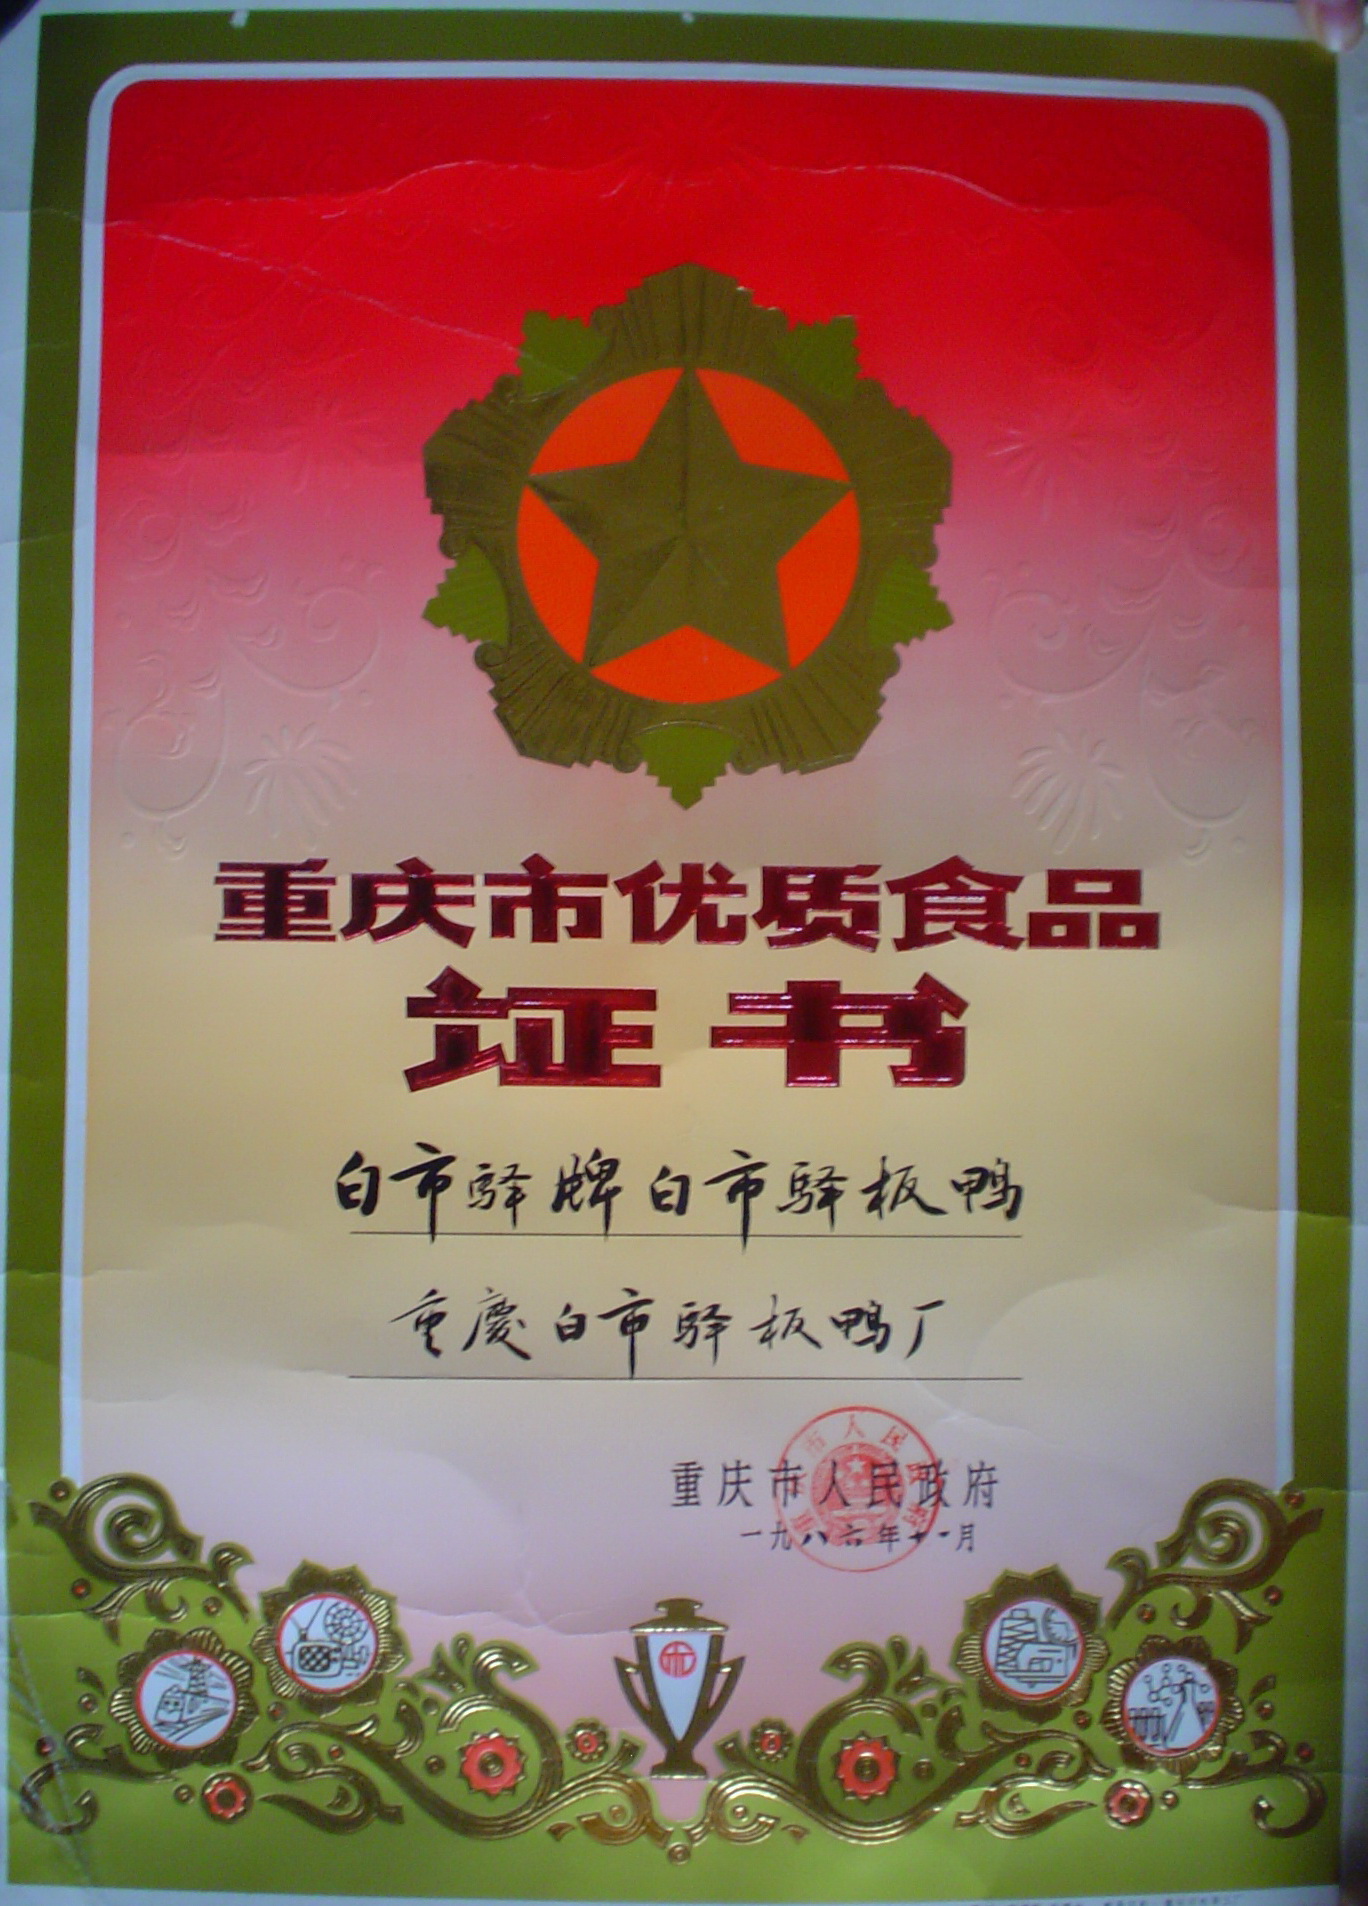 重庆市优质食品
证书
白市驿牌白市驿板鸭
重慶白市驿板鸭厂
重庆市人民政府
一九八六年十一月